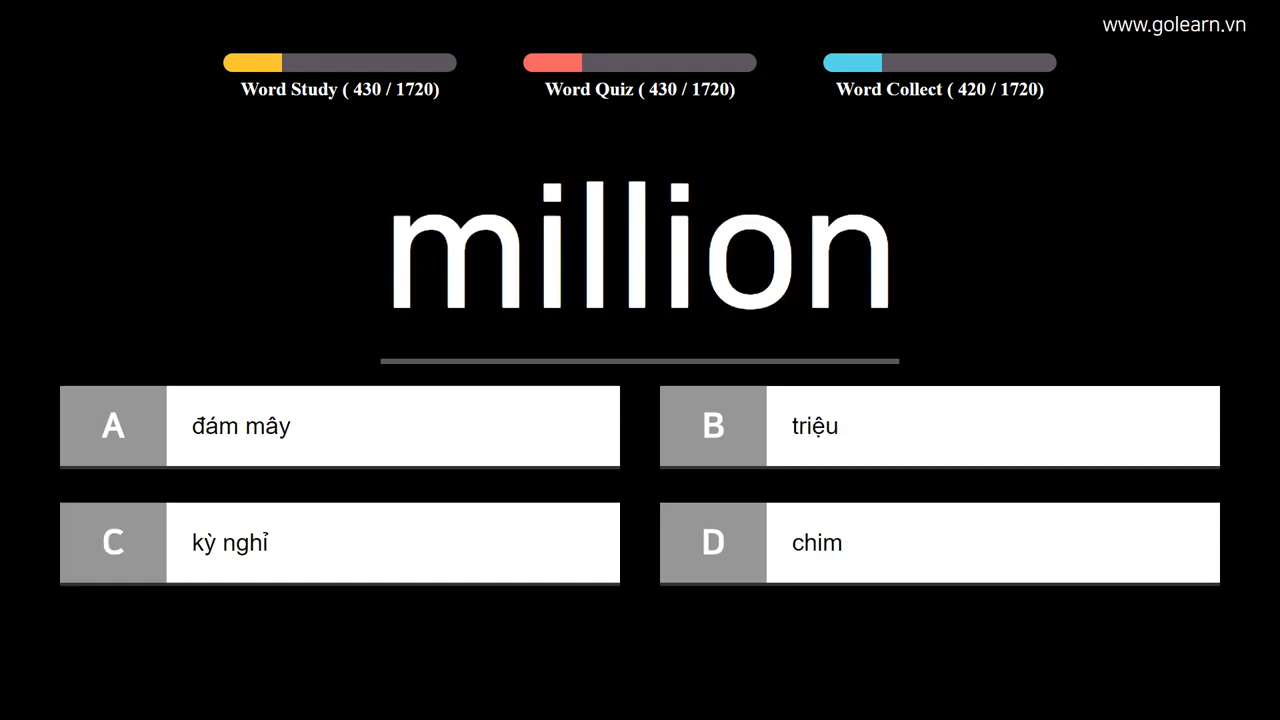 www.golearn.vn
Word Study ( 430 / 1720)
Word Quiz ( 430 / 1720)
Word Collect ( 420 / 1720)
million
A đám mây
B triệu
C kỳ nghỉ
D chim